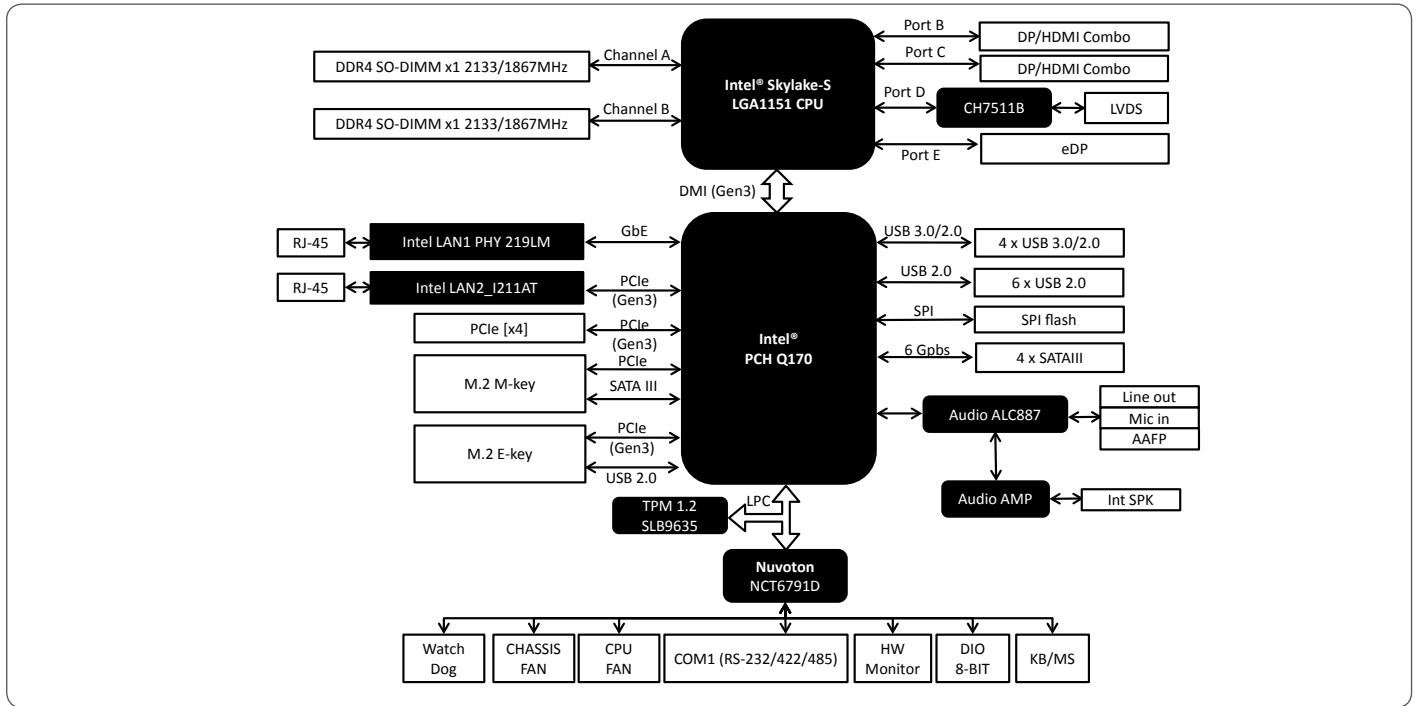 Port B
DP/HDMI Combo
DDR4 SO-DIMM x1 2133/1867MHz
Channel A
Port C
DP/HDMI Combo
Intel® Skylake-S
LGA1151 CPU
Port D
CH7511B
LVDS
DDR4 SO-DIMM x1 2133/1867MHz
Channel B
Port E
eDP
DMI (Gen3)
RJ-45
Intel LAN1 PHY 219LM
GbE
USB 3.0/2.0
4 x USB 3.0/2.0
RJ-45
Intel LAN2_I211AT
PCIe
(Gen3)
USB 2.0
6 x USB 2.0
PCIe [x4]
PCIe
(Gen3)
SPI
SPI flash
Intel®
PCH Q170
M.2 M-key
PCIe
SATA III
6 Gpbs
4 x SATAIII
Audio ALC887
Line out
Mic in
AAFP
M.2 E-key
PCIe
(Gen3)
USB 2.0
Audio AMP
Int SPK
TPM 1.2
SLB9635
LPC
Nuvoton
NCT6791D
Watch
Dog
CHASSIS
FAN
CPU
FAN
COM1 (RS-232/422/485)
HW
Monitor
DIO
8-BIT
KB/MS